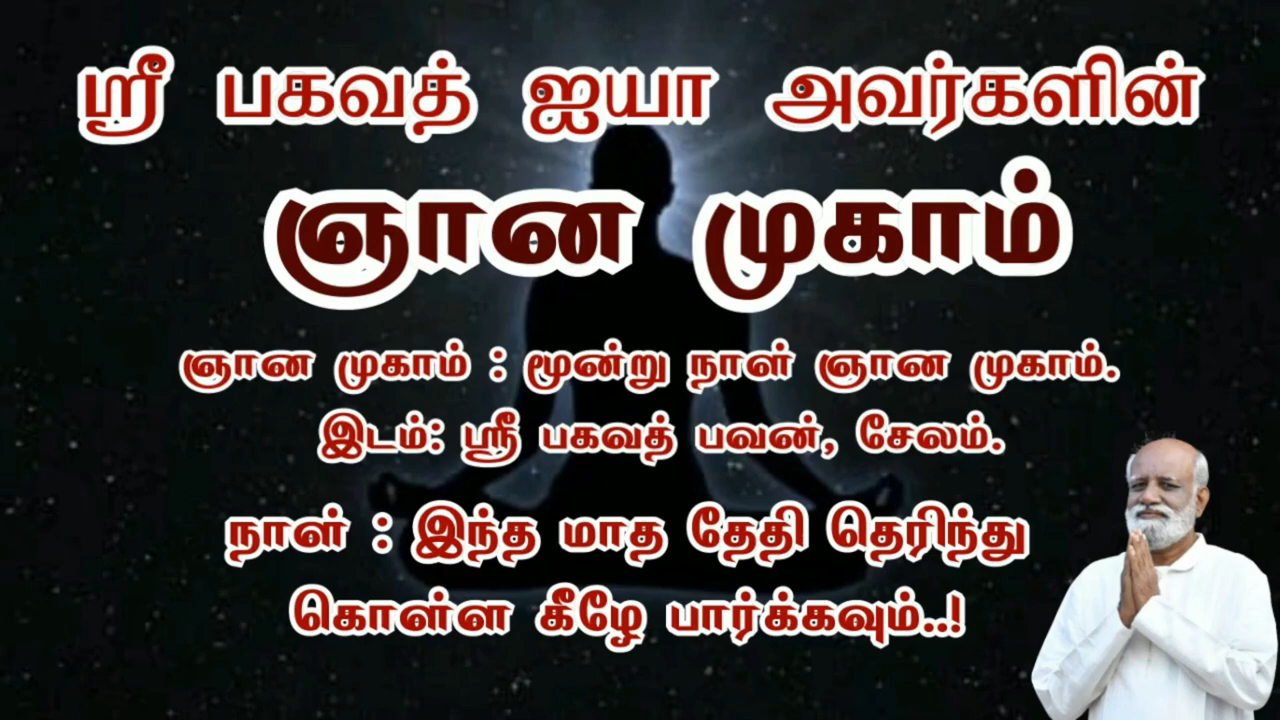 ஸ்ரீ பகவத் ஐயா அவர்களின்
ஞான முகாம்
ஞான முகாம் : மூன்று நாள் ஞான முகாம்.
இடம்: ஸ்ரீ பகவத் பவன், சேலம்.
நாள் : இந்த மாத தேதி தெரிந்து
கொள்ள கீழே பார்க்கவும்..!